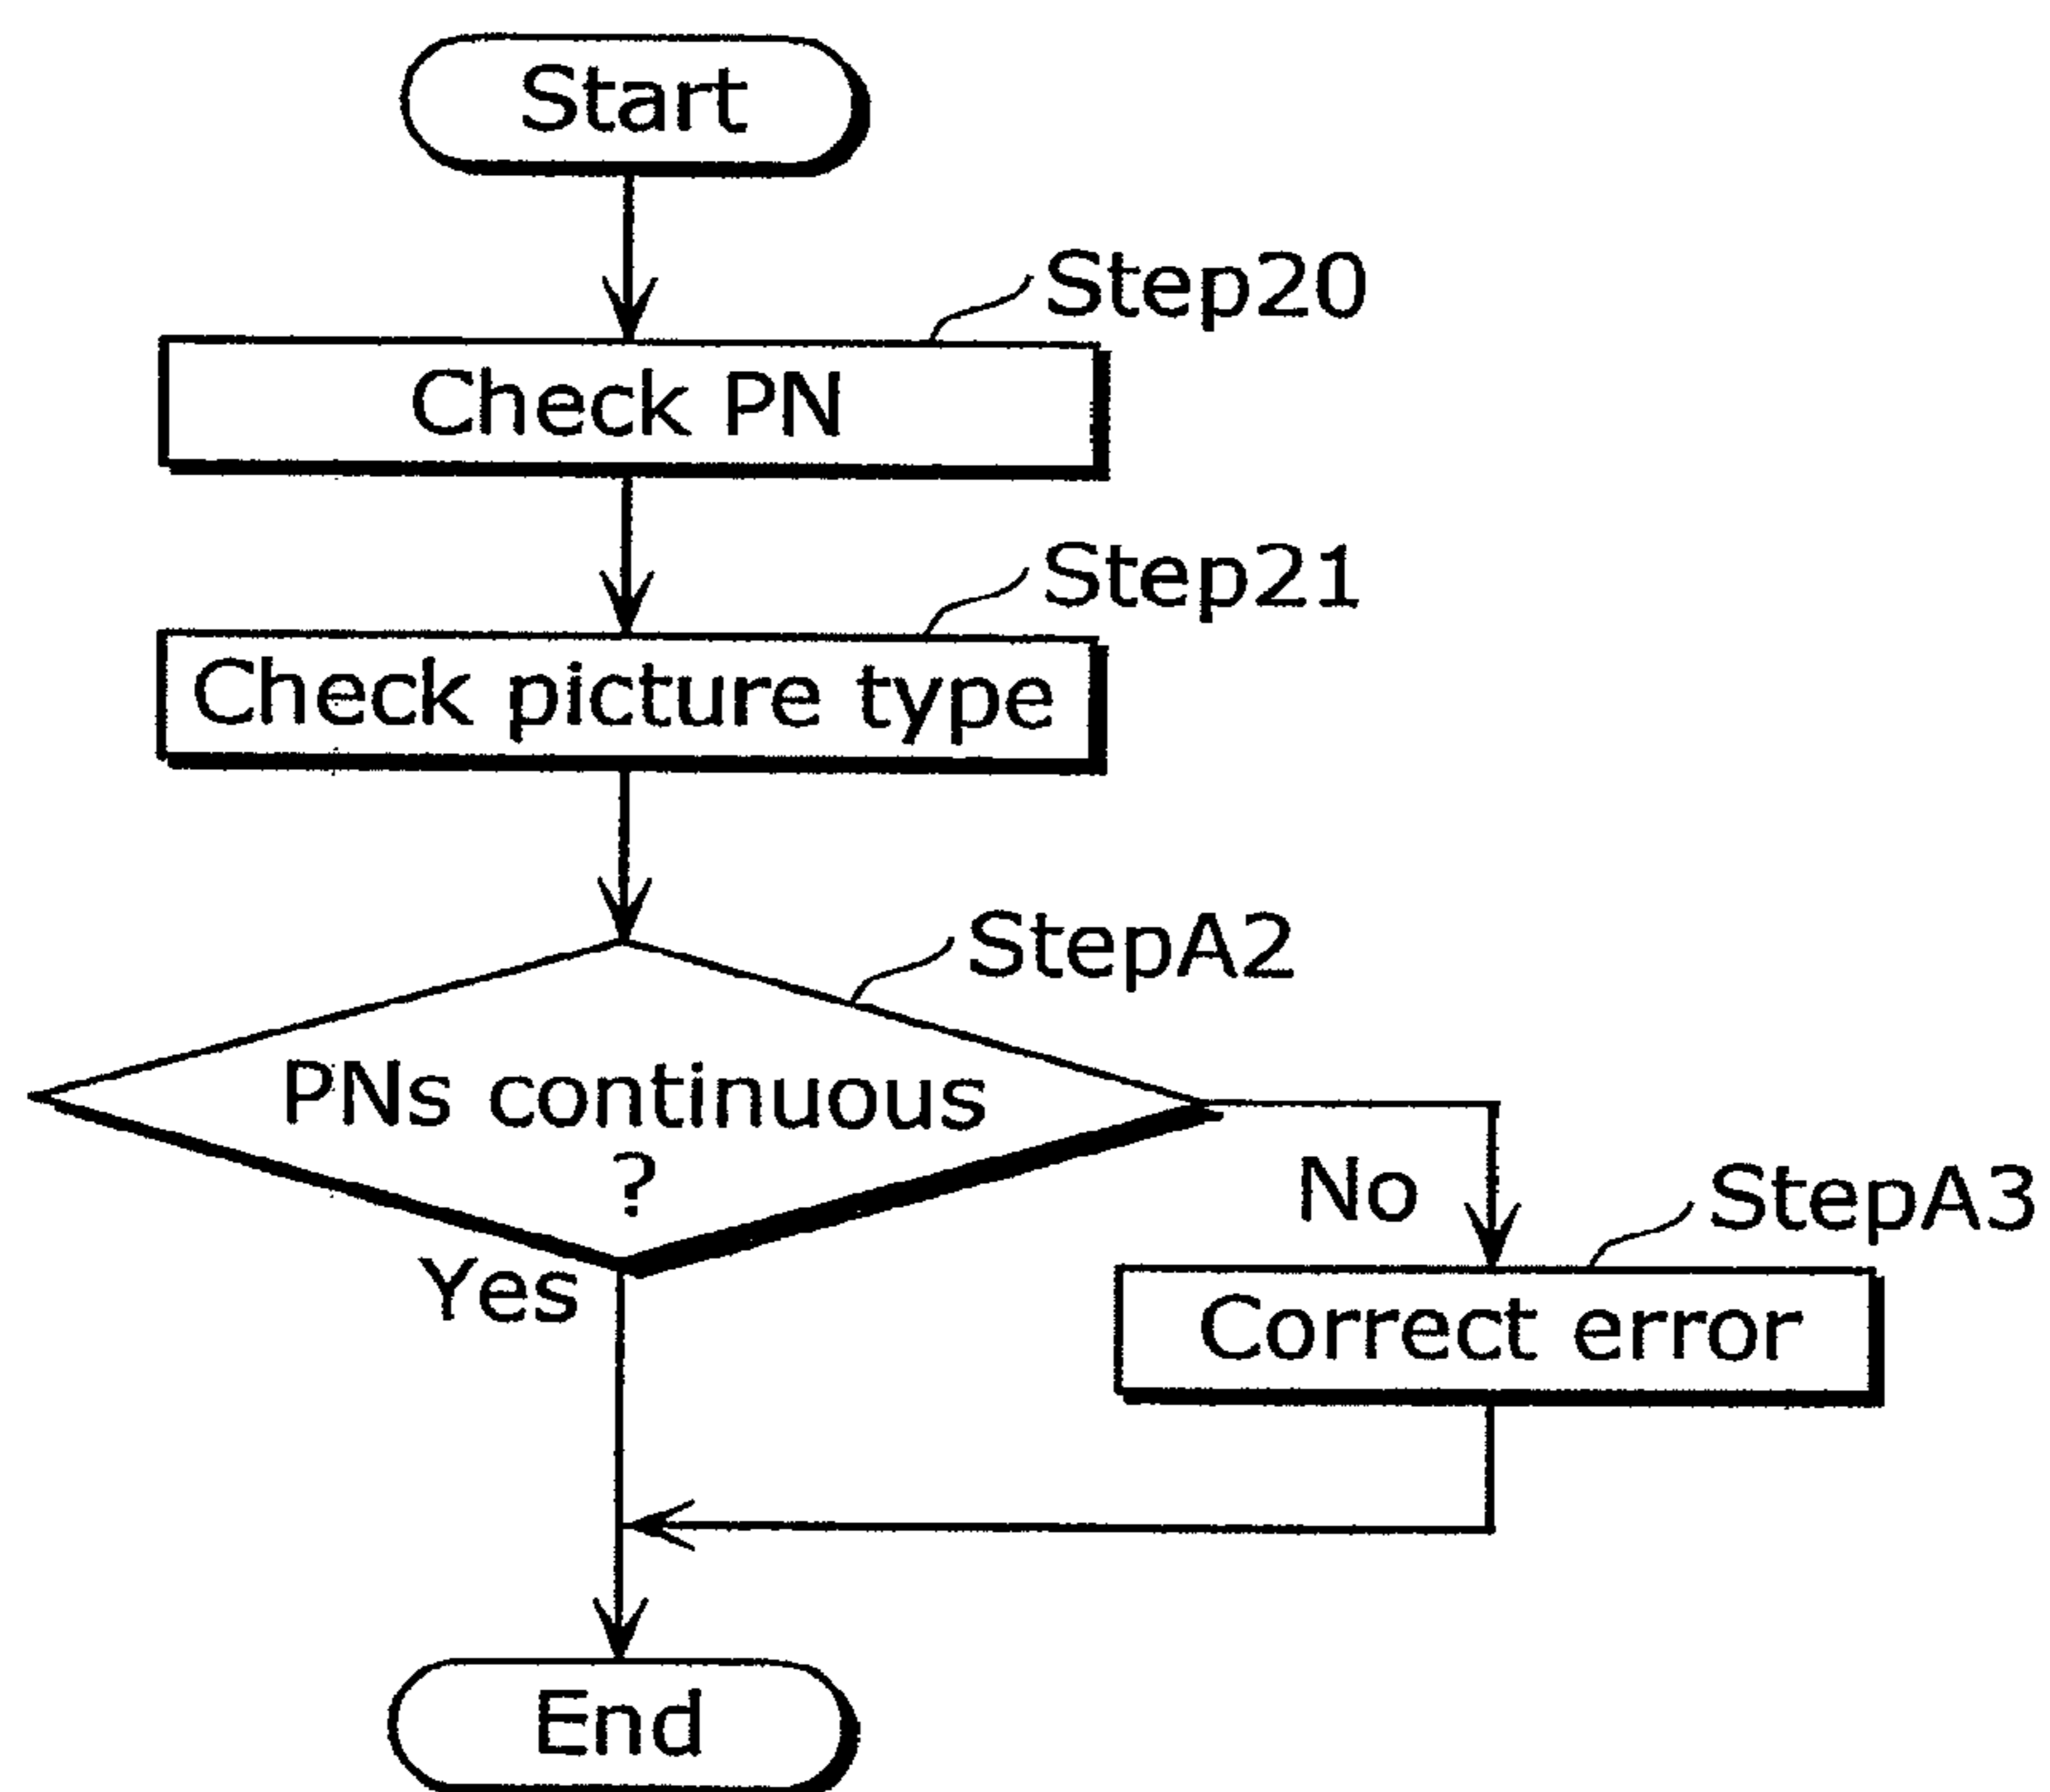 Start
Step20
Check PN
Step21
Check picture type
StepA2
PNs continuous
?
No
StepA3
Yes
Correct error
End